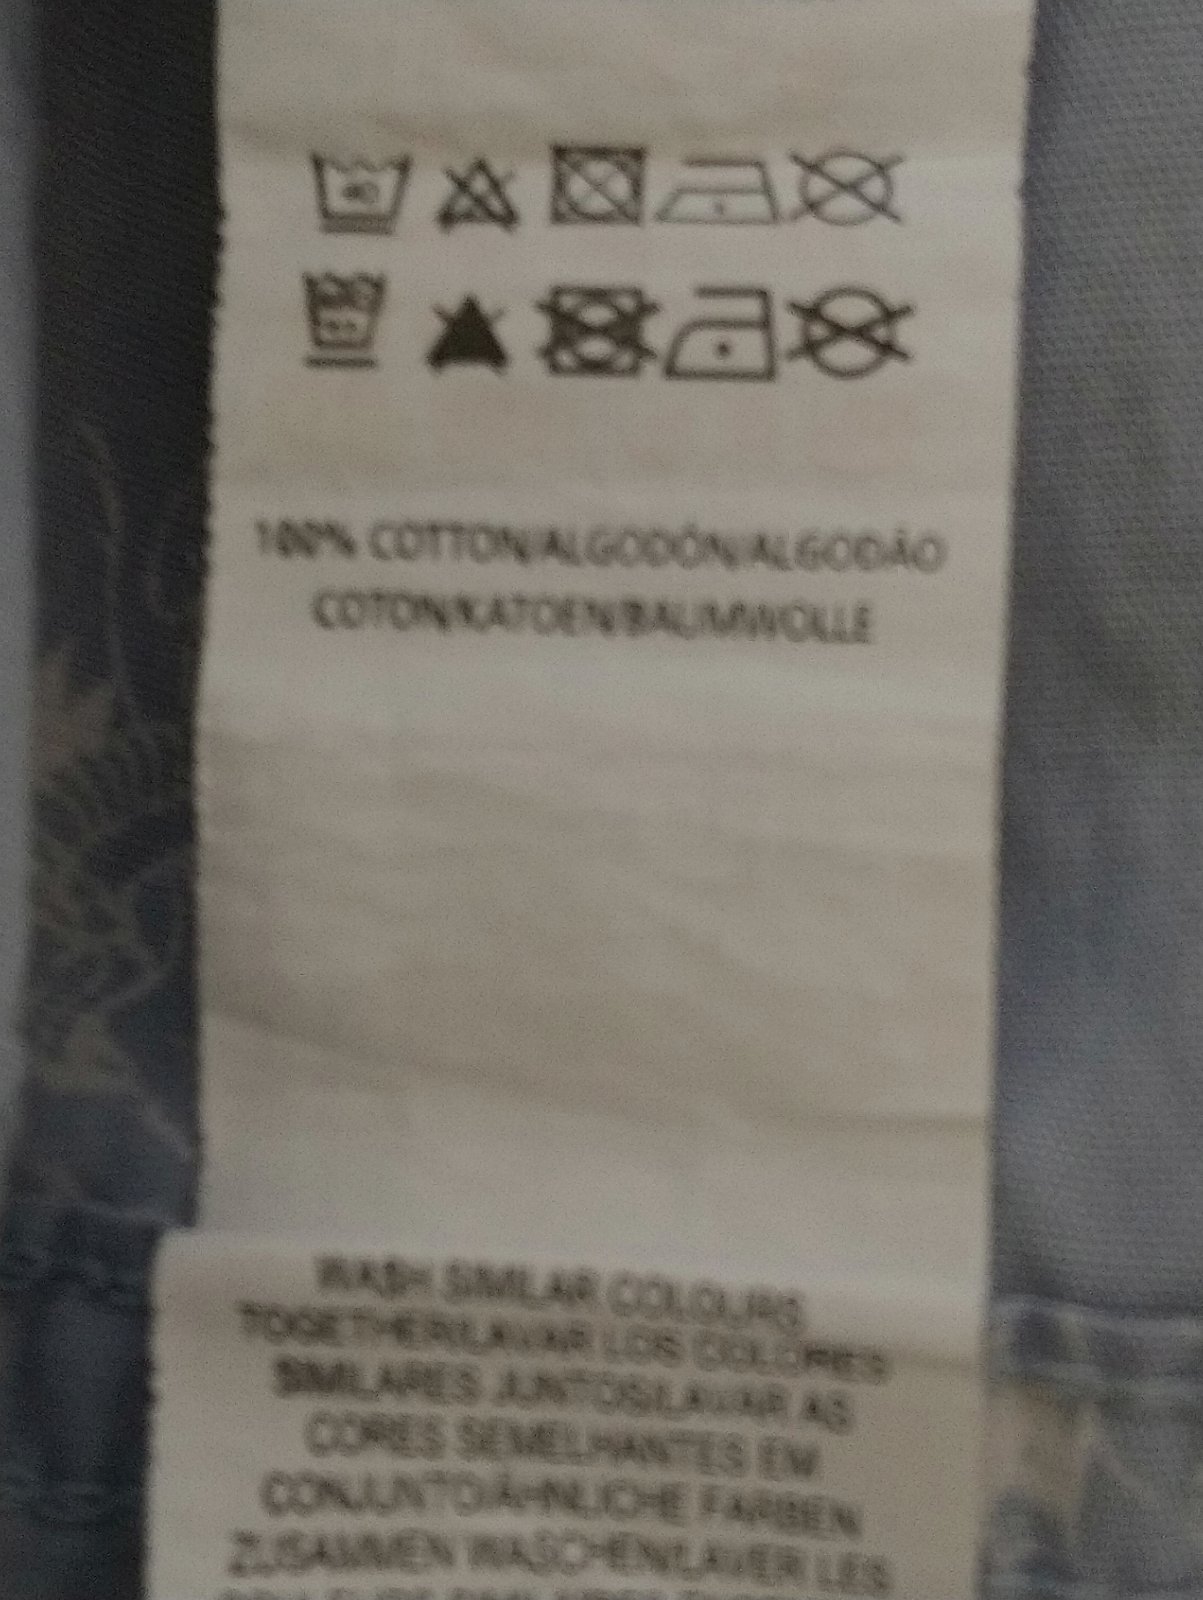 40
100% COTTON/ALGODÓN/ALGODÃO
COTON/KATOEN/BAUMWOLLE
WASH SIMILAR COLOURS
TOGETHER/LAVAR LOS COLORES
SIMILARES JUNTOS/LAVAR AS
CORES SEMELHANTES EM
CONJUNTO/ÄHNLICHE FARBEN
ZUSAMMEN WASCHEN/LAVER LES